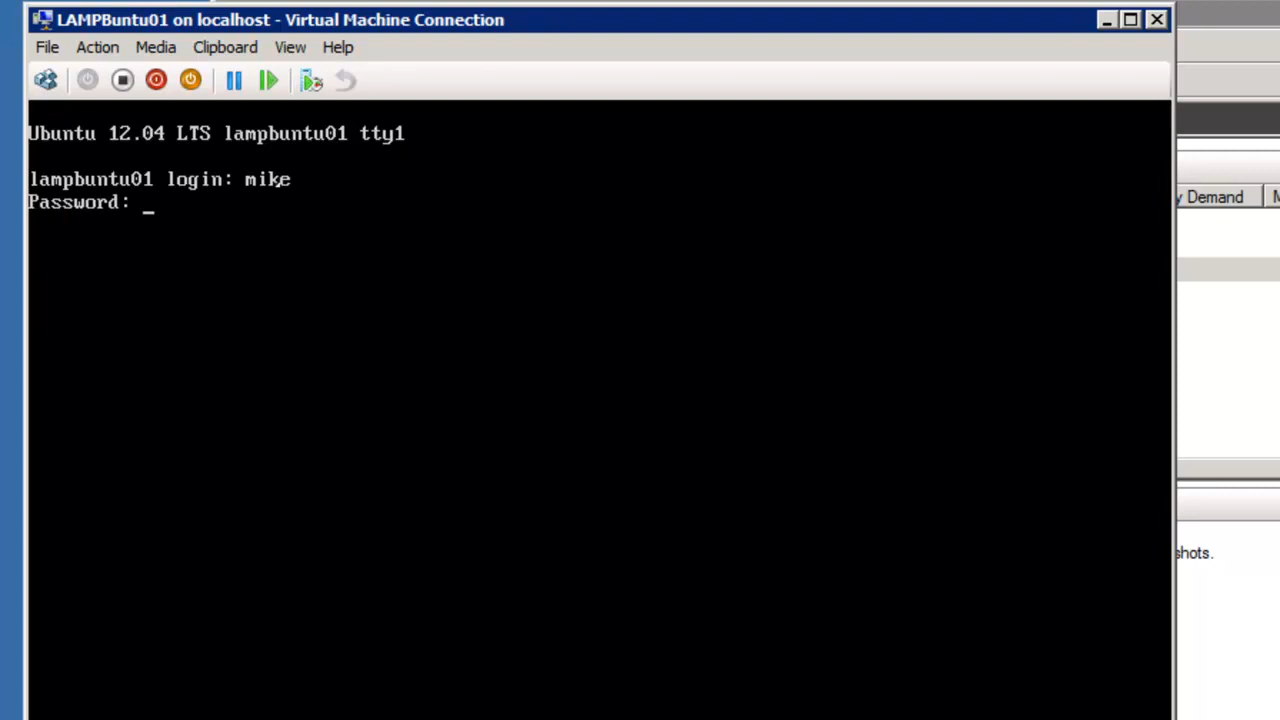 LAMPBuntu01 on localhost - Virtual Machine Connection
File Action Media Clipboard View Help
Ubuntu 12.04 LTS lampbuntu01 tty1
lampbuntu01 login: mike
Password: _
y Demand
M
shots.